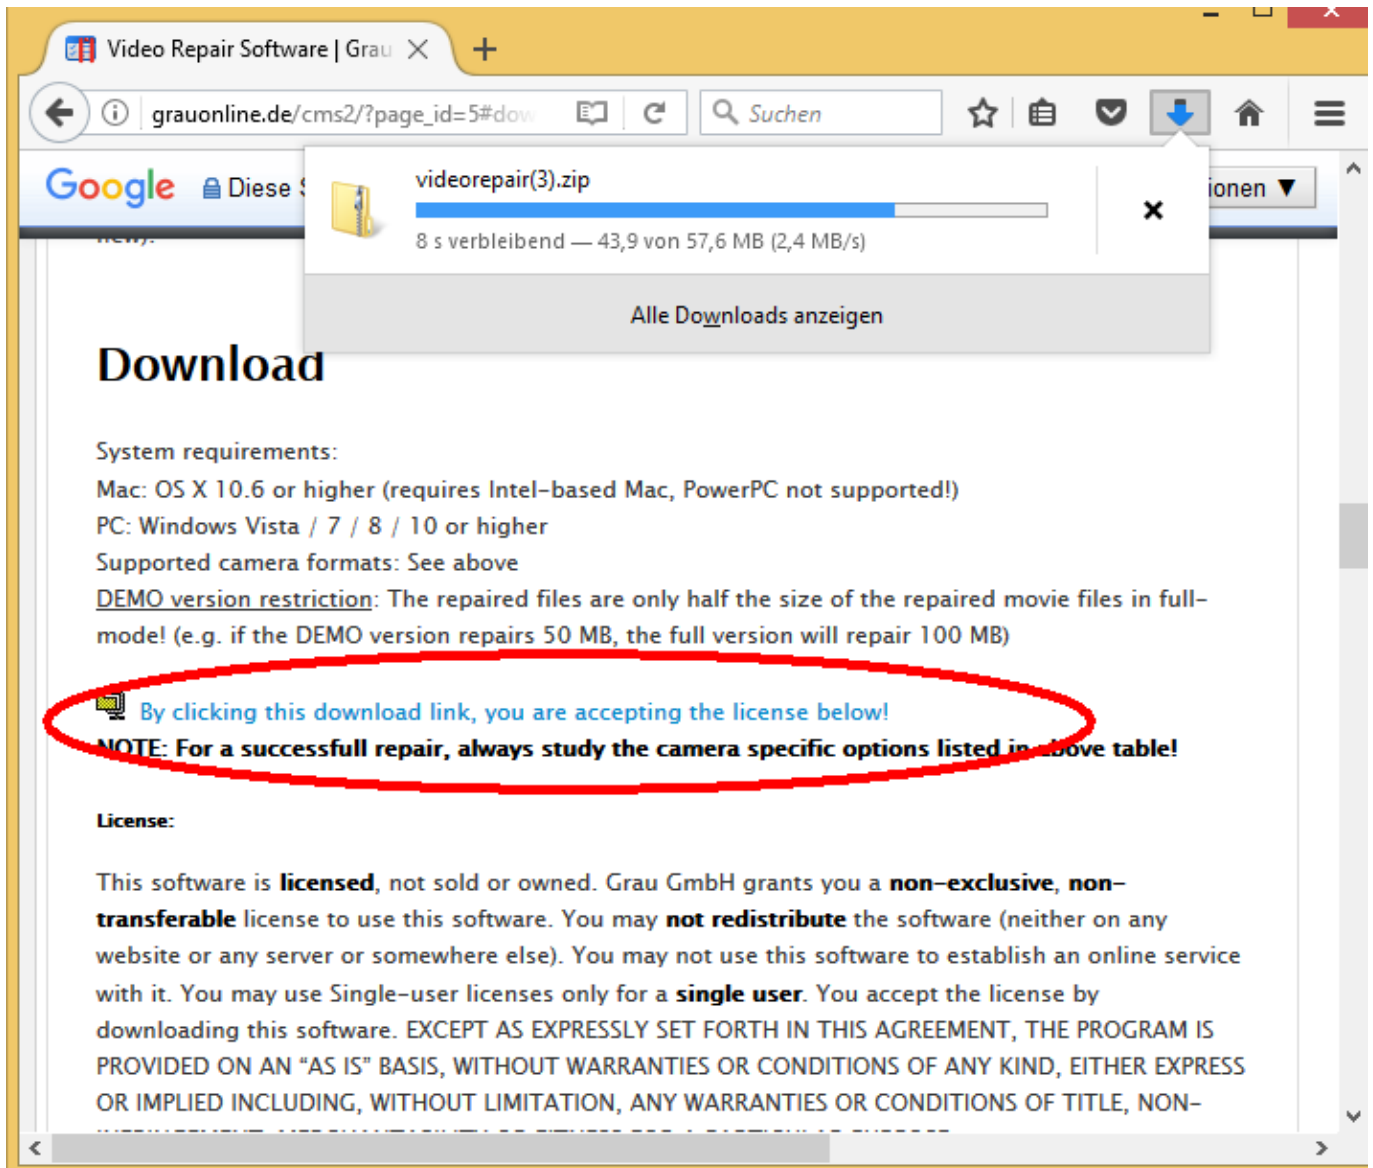 Video Repair Software | Grau
grauonline.de/cms2/?page_id=5#dow
Suchen
Google Diese
ionen ▼
videorepair(3).zip
8 s verbleibend — 43,9 von 57,6 MB (2,4 MB/s)
Alle Downloads anzeigen
Download
System requirements:
Mac: OS X 10.6 or higher (requires Intel-based Mac, PowerPC not supported!)
PC: Windows Vista / 7 / 8 / 10 or higher
Supported camera formats: See above
DEMO version restriction: The repaired files are only half the size of the repaired movie files in full-
mode! (e.g. if the DEMO version repairs 50 MB, the full version will repair 100 MB)
By clicking this download link, you are accepting the license below!
NOTE: For a successfull repair, always study the camera specific options listed in above table!
License:
This software is licensed, not sold or owned. Grau GmbH grants you a non-exclusive, non-
transferable license to use this software. You may not redistribute the software (neither on any
website or any server or somewhere else). You may not use this software to establish an online service
with it. You may use Single-user licenses only for a single user. You accept the license by
downloading this software. EXCEPT AS EXPRESSLY SET FORTH IN THIS AGREEMENT, THE PROGRAM IS
PROVIDED ON AN “AS IS” BASIS, WITHOUT WARRANTIES OR CONDITIONS OF ANY KIND, EITHER EXPRESS
OR IMPLIED INCLUDING, WITHOUT LIMITATION, ANY WARRANTIES OR CONDITIONS OF TITLE, NON-